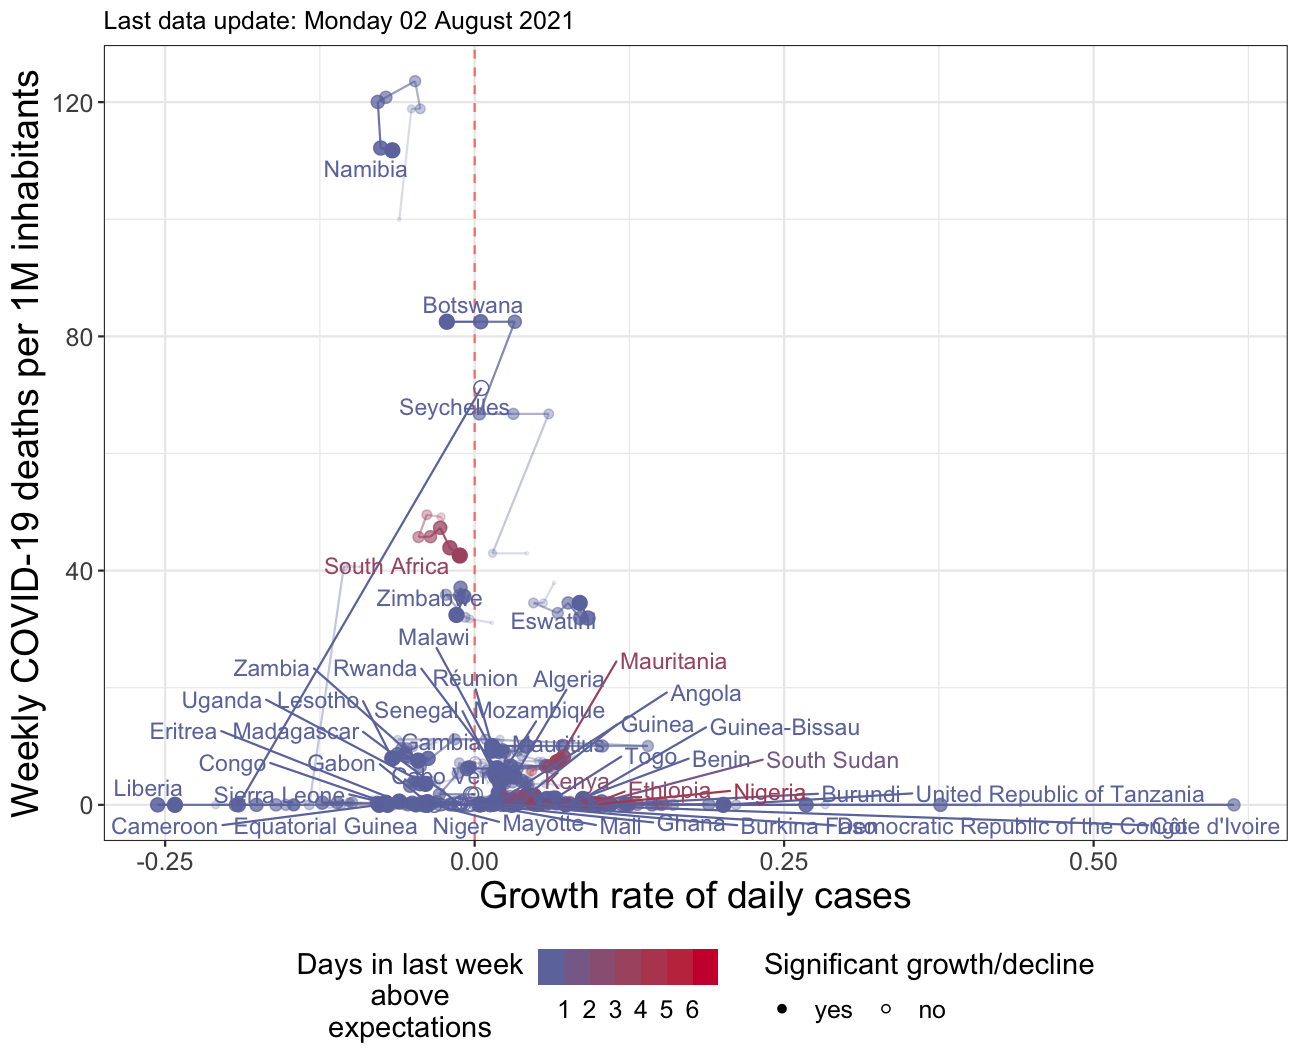 Last data update: Monday 02 August 2021
Weekly COVID-19 deaths per 1M inhabitants
120
80
40
0
Namibia
Botswana
Seychelles
South Africa
Zimbabwe
Eswatini
Malawi
Mauritania
Zambia
Rwanda
Réunion
Algeria
Angola
Uganda
Lesotho
Senegal
Mozambique
Guinea
Guinea-Bissau
Eritrea
Madagascar
Gambia
Mauritius
Togo
Benin
South Sudan
Congo
Gabon
Cabo Ver
Kenya
Ethiopia
Nigeria
Burundi
United Republic of Tanzania
Liberia
Sierra Leone
Cameroon
Equatorial Guinea
Niger
Mayotte
Mali
Ghana
Burkina Faso
Democratic Republic of the Congo
Côte d'Ivoire
-0.25
0.00
0.25
0.50
Growth rate of daily cases
Days in last week
above
expectations
1 2 3 4 5 6
Significant growth/decline
yes
no